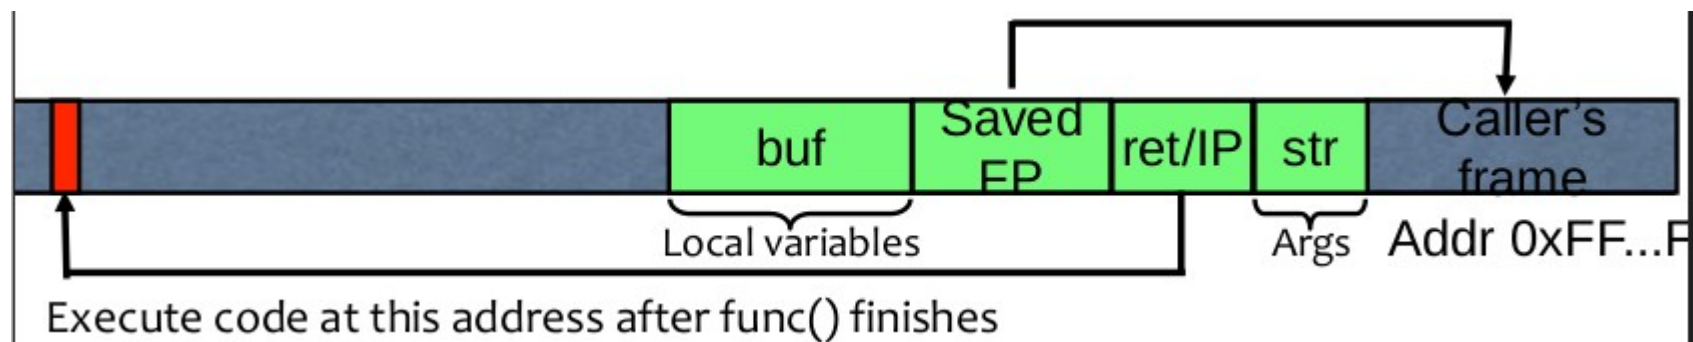 buf
Saved
FP
ret/IP
str
Caller's
frame
Local variables
Args
Addr 0xFF...F
Execute code at this address after func() finishes